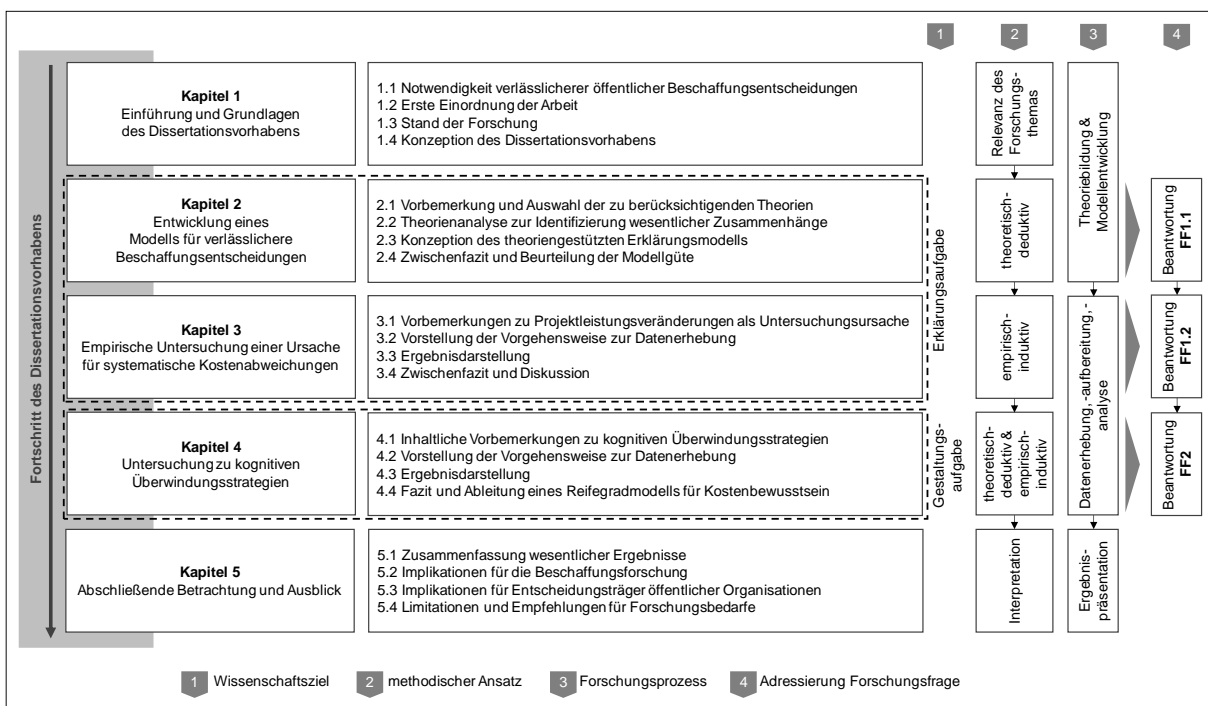 1
2
3
4
Fortschritt des Dissertationsvorhabens
Kapitel 1
Einführung und Grundlagen
des Dissertationsvorhabens
1.1 Notwendigkeit verlässlicherer öffentlicher Beschaffungsentscheidungen
1.2 Erste Einordnung der Arbeit
1.3 Stand der Forschung
1.4 Konzeption des Dissertationsvorhabens
Kapitel 2
Entwicklung eines
Modells für verlässlichere
Beschaffungsentscheidungen
2.1 Vorbemerkung und Auswahl der zu berücksichtigenden Theorien
2.2 Theorienanalyse zur Identifizierung wesentlicher Zusammenhänge
2.3 Konzeption des theoriengestützten Erklärungsmodells
2.4 Zwischenfazit und Beurteilung der Modellgüte
Kapitel 3
Empirische Untersuchung einer Ursache
für systematische Kostenabweichungen
3.1 Vorbemerkungen zu Projektleistungsveränderungen als Untersuchungsursache
3.2 Vorstellung der Vorgehensweise zur Datenerhebung
3.3 Ergebnisdarstellung
3.4 Zwischenfazit und Diskussion
Kapitel 4
Untersuchung zu kognitiven
Überwindungsstrategien
4.1 Inhaltliche Vorbemerkungen zu kognitiven Überwindungsstrategien
4.2 Vorstellung der Vorgehensweise zur Datenerhebung
4.3 Ergebnisdarstellung
4.4 Fazit und Ableitung eines Reifegradmodells für Kostenbewusstsein
Kapitel 5
Abschließende Betrachtung und Ausblick
5.1 Zusammenfassung wesentlicher Ergebnisse
5.2 Implikationen für die Beschaffungsforschung
5.3 Implikationen für Entscheidungsträger öffentlicher Organisationen
5.4 Limitationen und Empfehlungen für Forschungsbedarfe
Erklärungsaufgabe
Gestaltungs-
aufgabe
Relevanz des
Forschungs-
themas
theoretisch-
deduktiv
empirisch-
induktiv
theoretisch-
deduktiv &
empirisch-
induktiv
Interpretation
Theoriebildung &
Modellentwicklung
Datenerhebung,-aufbereitung,-
analyse
Ergebnis-
präsentation
Beantwortung
FF1.1
Beantwortung
FF1.2
Beantwortung
FF2
1 Wissenschaftsziel 2 methodischer Ansatz 3 Forschungsprozess 4 Adressierung Forschungsfrage